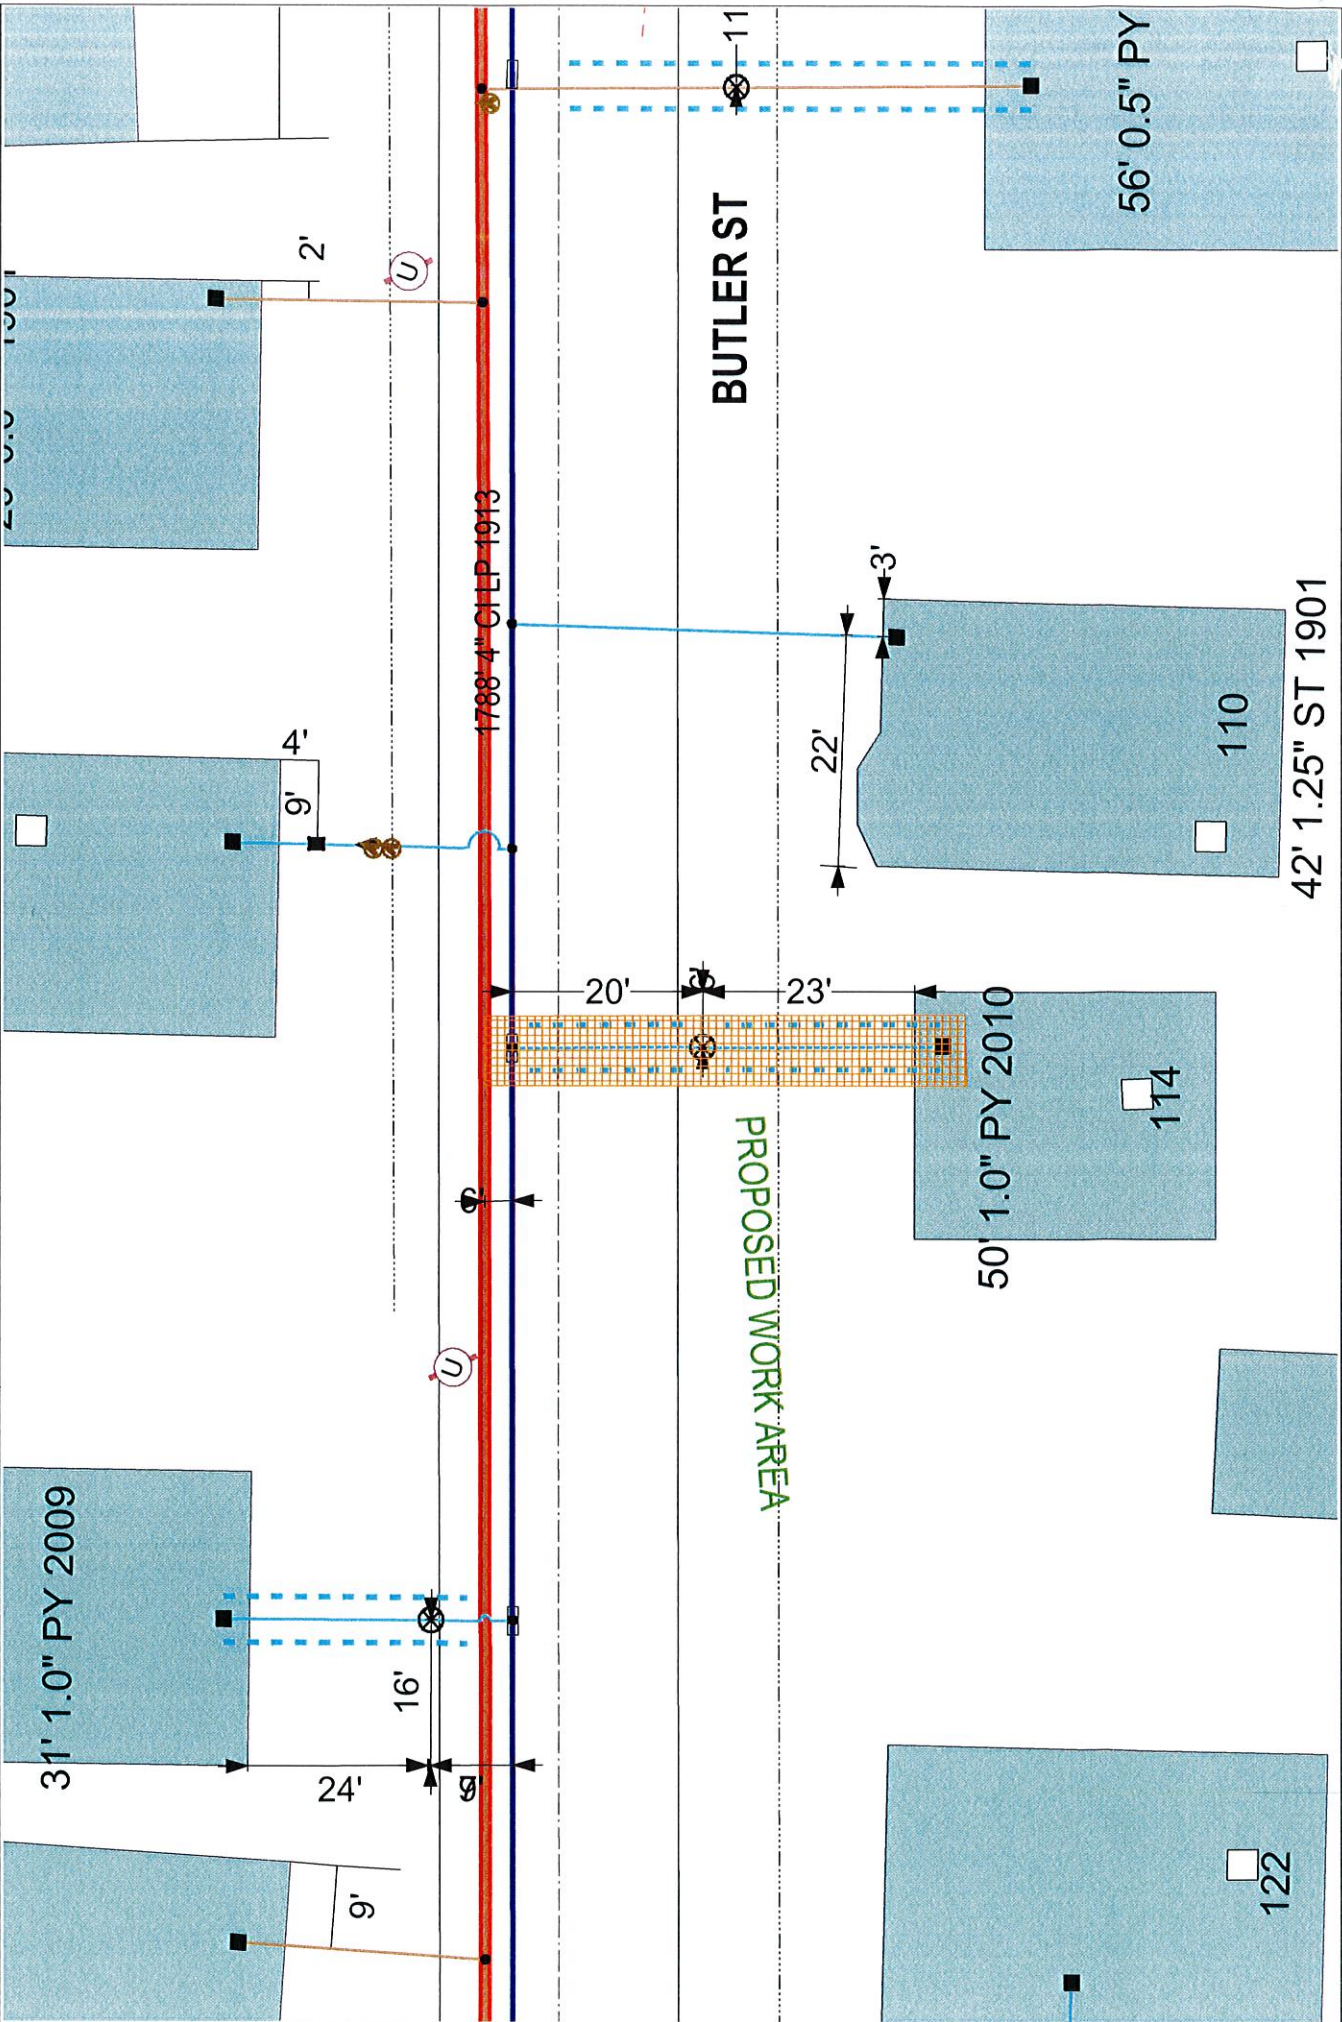 11
56' 0.5" PY
2'
U
BUTLER ST
1788' 4" CI LP 1913
3'
22'
110
42' 1.25" ST 1901
4'
9'
20'
23'
50' 1.0" PY 2010
114
PROPOSED WORK AREA
6'
U
31' 1.0" PY 2009
16'
24'
9'
122